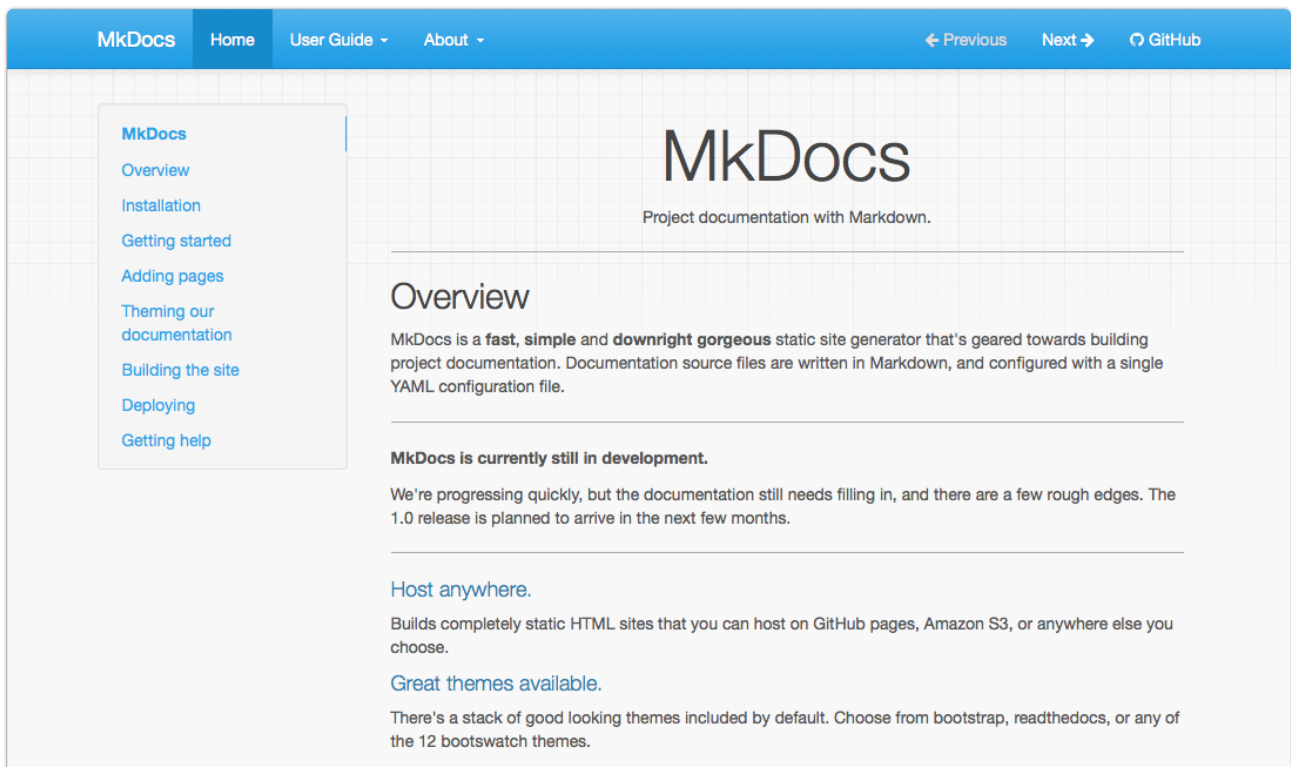 MkDocs Home User Guide About Previous Next GitHub
MkDocs
Overview
Installation
Getting started
Adding pages
Theming our
documentation
Building the site
Deploying
Getting help
MkDocs
Project documentation with Markdown.
Overview
MkDocs is a fast, simple and downright gorgeous static site generator that's geared towards building
project documentation. Documentation source files are written in Markdown, and configured with a single
YAML configuration file.
MkDocs is currently still in development.
We're progressing quickly, but the documentation still needs filling in, and there are a few rough edges. The
1.0 release is planned to arrive in the next few months.
Host anywhere.
Builds completely static HTML sites that you can host on GitHub pages, Amazon S3, or anywhere else you
choose.
Great themes available.
There's a stack of good looking themes included by default. Choose from bootstrap, readthedocs, or any of
the 12 bootswatch themes.